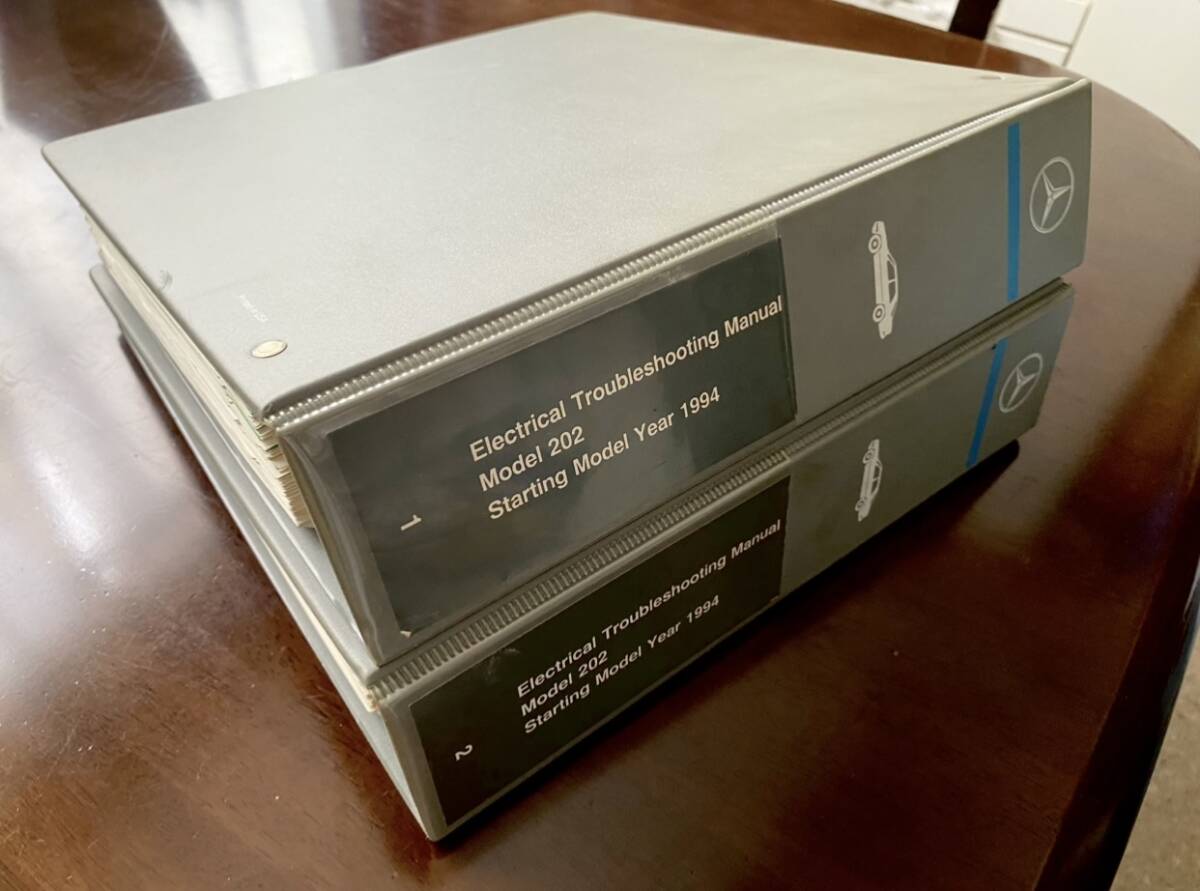 Electrical Troubleshooting Manual
Model 202
Starting Model Year 1994
1
Electrical Troubleshooting Manual
Model 202
Starting Model Year 1994
2